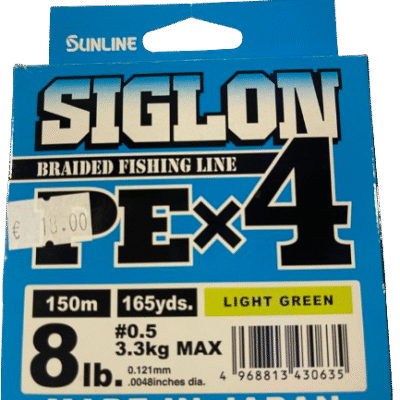 SUNLINE
SIGLON
BRAIDED FISHING LINE
PE×4
€ 18.00
150m 165yds. LIGHT GREEN
8lb. #0.5
3.3kg MAX
0.121mm
.0048inches dia.
4 968813 430635
MADE IN JAPAN